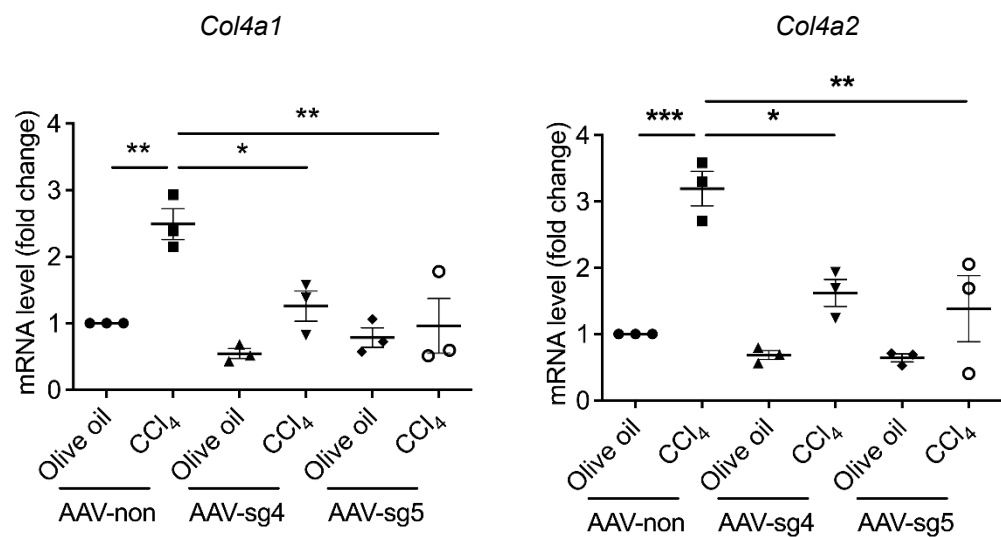 Col4a1
mRNA level (fold change)
4
3
2
1
0
**
*
**
Olive oil
CCl₄
Olive oil
CCl₄
Olive oil
CCl₄
AAV-non
AAV-sg4
AAV-sg5
Col4a2
mRNA level (fold change)
4
3
2
1
0
***
*
**
Olive oil
CCl₄
Olive oil
CCl₄
Olive oil
CCl₄
AAV-non
AAV-sg4
AAV-sg5